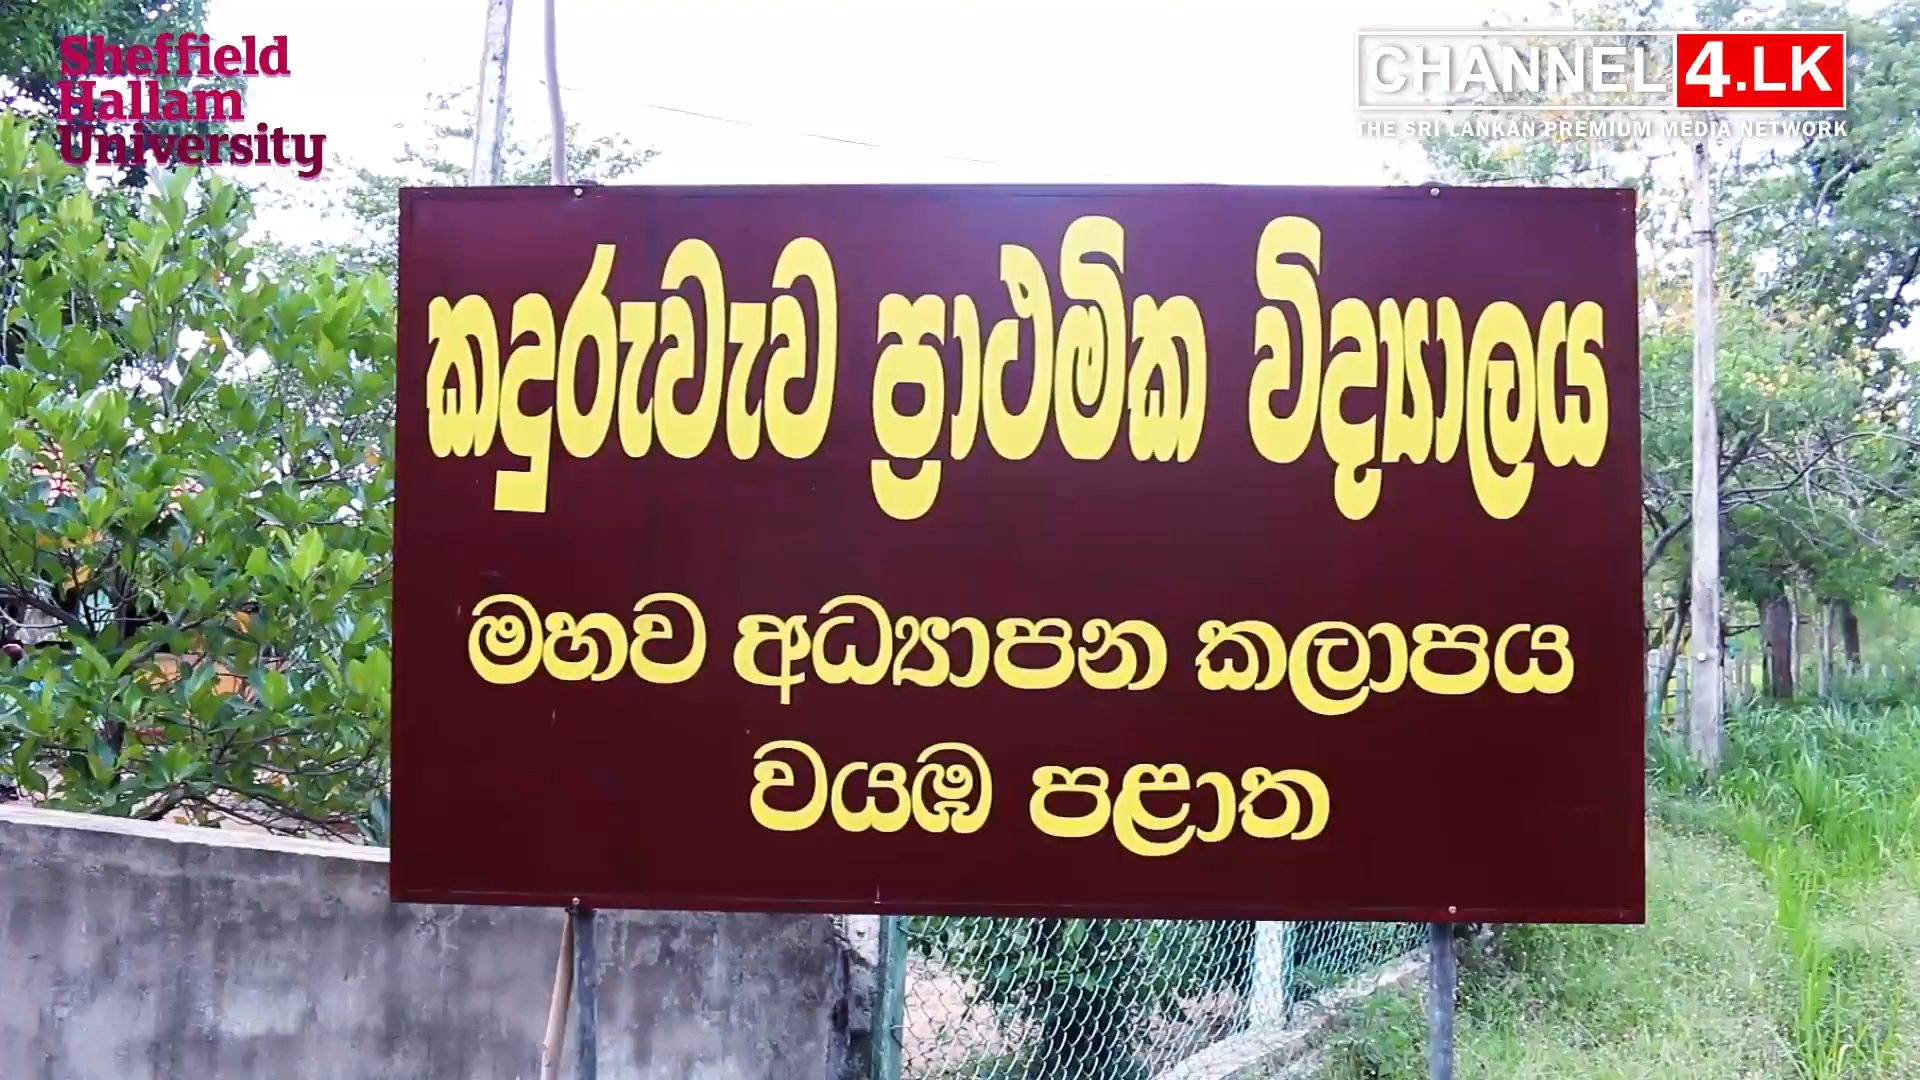 Sheffield
Hallam
University
CHANNEL 4.LK
THE SRI LANKAN PREMIUM MEDIA NETWORK
කදුරුවැව ප්‍රාථමික විද්‍යාලය
මහව අධ්‍යාපන කලාපය
වයඹ පළාත